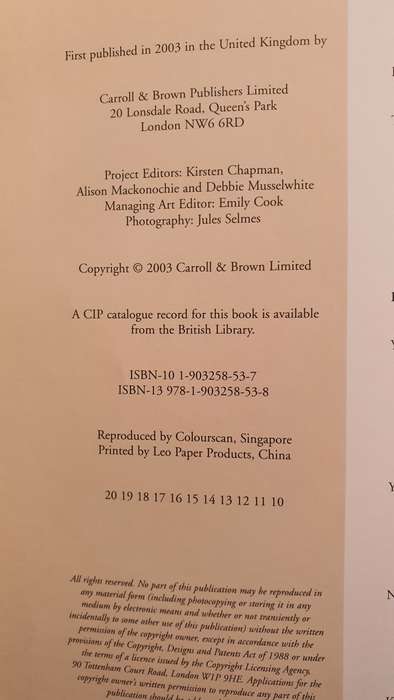 First published in 2003 in the United Kingdom by
Carroll & Brown Publishers Limited
20 Lonsdale Road, Queen's Park
London NW6 6RD
Project Editors: Kirsten Chapman,
Alison Mackonochie and Debbie Musselwhite
Managing Art Editor: Emily Cook
Photography: Jules Selmes
Copyright © 2003 Carroll & Brown Limited
A CIP catalogue record for this book is available
from the British Library.
ISBN-10 1-903258-53-7
ISBN-13 978-1-903258-53-8
Reproduced by Colourscan, Singapore
Printed by Leo Paper Products, China
20 19 18 17 16 15 14 13 12 11 10
All rights reserved. No part of this publication may be reproduced in
any material form (including photocopying or storing it in any
medium by electronic means and whether or not transiently or
incidentally to some other use of this publication) without the written
permission of the copyright owner, except in accordance with the
provisions of the Copyright, Designs and Patents Act of 1988 or under
the terms of a licence issued by the Copyright Licensing Agency,
90 Tottenham Court Road, London W1P 9HE. Applications for the
copyright owner's written permission to reproduce any part of this
publication should be